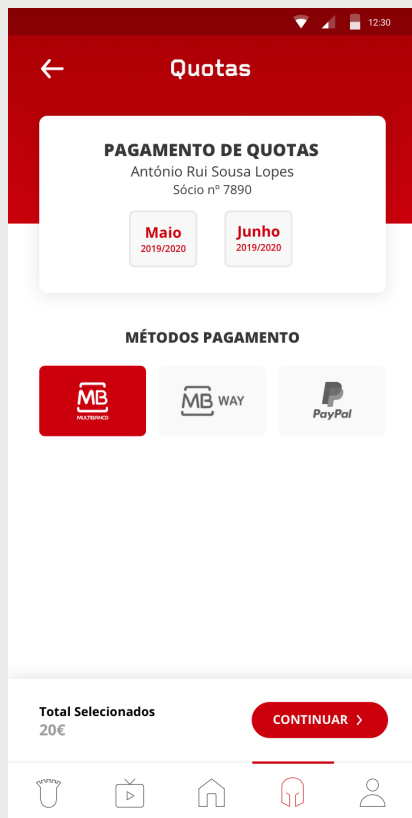 12:30
Quotas
PAGAMENTO DE QUOTAS
António Rui Sousa Lopes
Sócio nº 7890
Maio
2019/2020
Junho
2019/2020
MÉTODOS PAGAMENTO
MB
MULTIBANCO
MB WAY
PayPal
Total Selecionados
20€
CONTINUAR